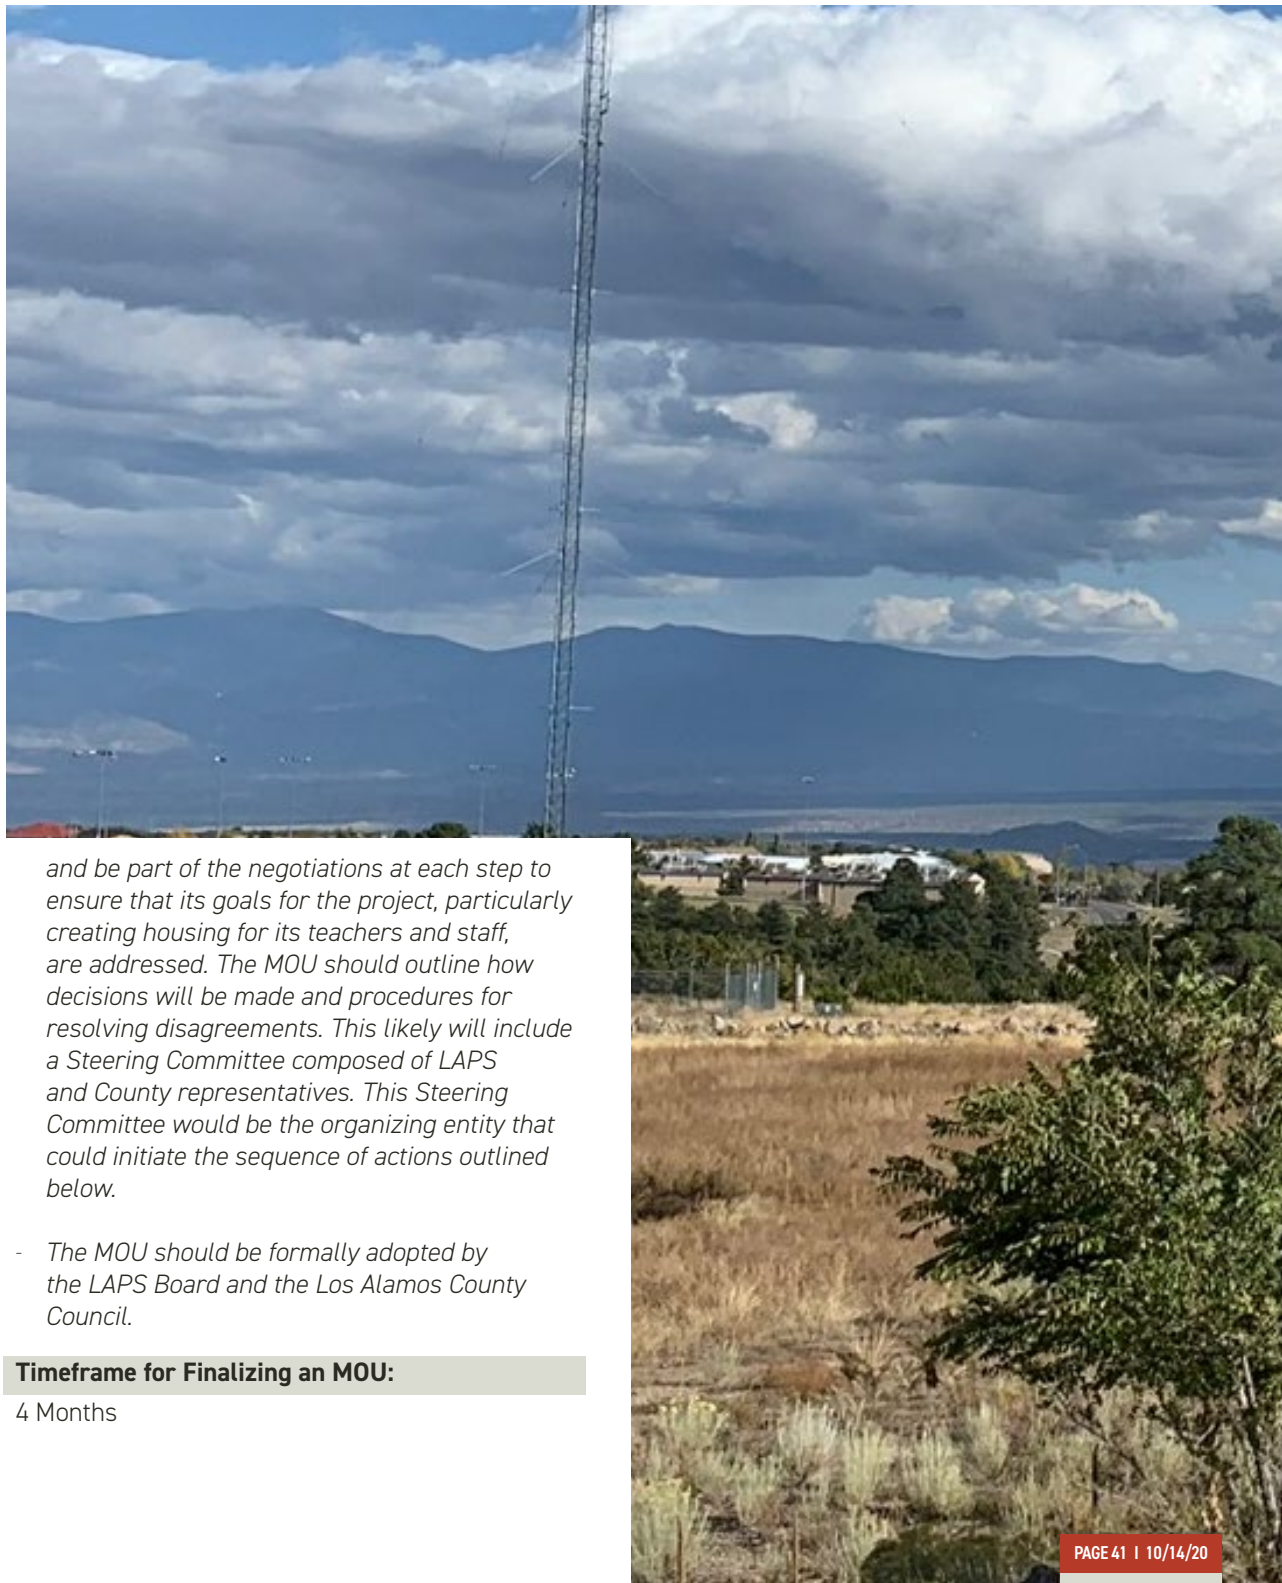 and be part of the negotiations at each step to
ensure that its goals for the project, particularly
creating housing for its teachers and staff,
are addressed. The MOU should outline how
decisions will be made and procedures for
resolving disagreements. This likely will include
a Steering Committee composed of LAPS
and County representatives. This Steering
Committee would be the organizing entity that
could initiate the sequence of actions outlined
below.
- The MOU should be formally adopted by
the LAPS Board and the Los Alamos County
Council.
Timeframe for Finalizing an MOU:
4 Months
PAGE 41 I 10/14/20